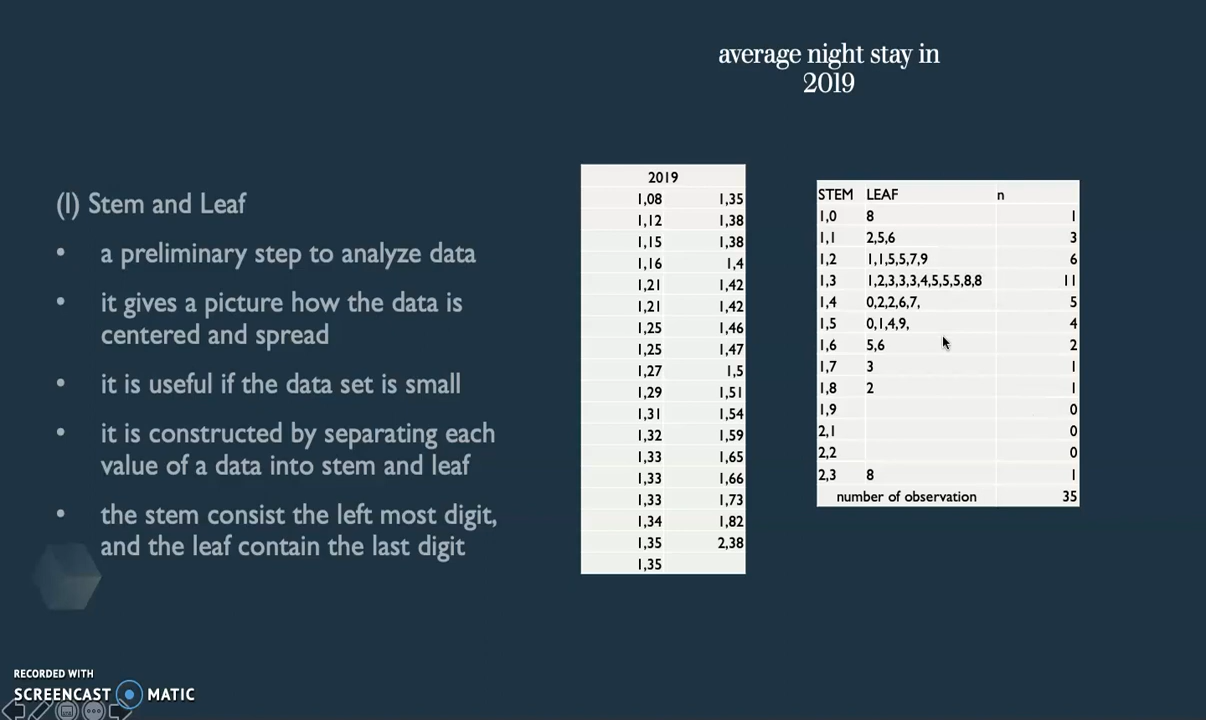 average night stay in
2019
(I) Stem and Leaf
• a preliminary step to analyze data
• it gives a picture how the data is
centered and spread
• it is useful if the data set is small
• it is constructed by separating each
value of a data into stem and leaf
• the stem consist the left most digit,
and the leaf contain the last digit
2019
1,08 1,35
1,12 1,38
1,15 1,38
1,16 1,4
1,21 1,42
1,21 1,42
1,25 1,46
1,25 1,47
1,27 1,5
1,29 1,51
1,31 1,54
1,32 1,59
1,33 1,65
1,33 1,66
1,33 1,73
1,34 1,82
1,35 2,38
1,35
STEM LEAF n
1,0 8 1
1,1 2,5,6 3
1,2 1,1,5,5,7,9 6
1,3 1,2,3,3,3,4,5,5,5,8,8 11
1,4 0,2,2,6,7, 5
1,5 0,1,4,9, 4
1,6 5,6 2
1,7 3 1
1,8 2 1
1,9 0
2,1 0
2,2 0
2,3 8 1
number of observation 35
RECORDED WITH
SCREENCAST MATIC